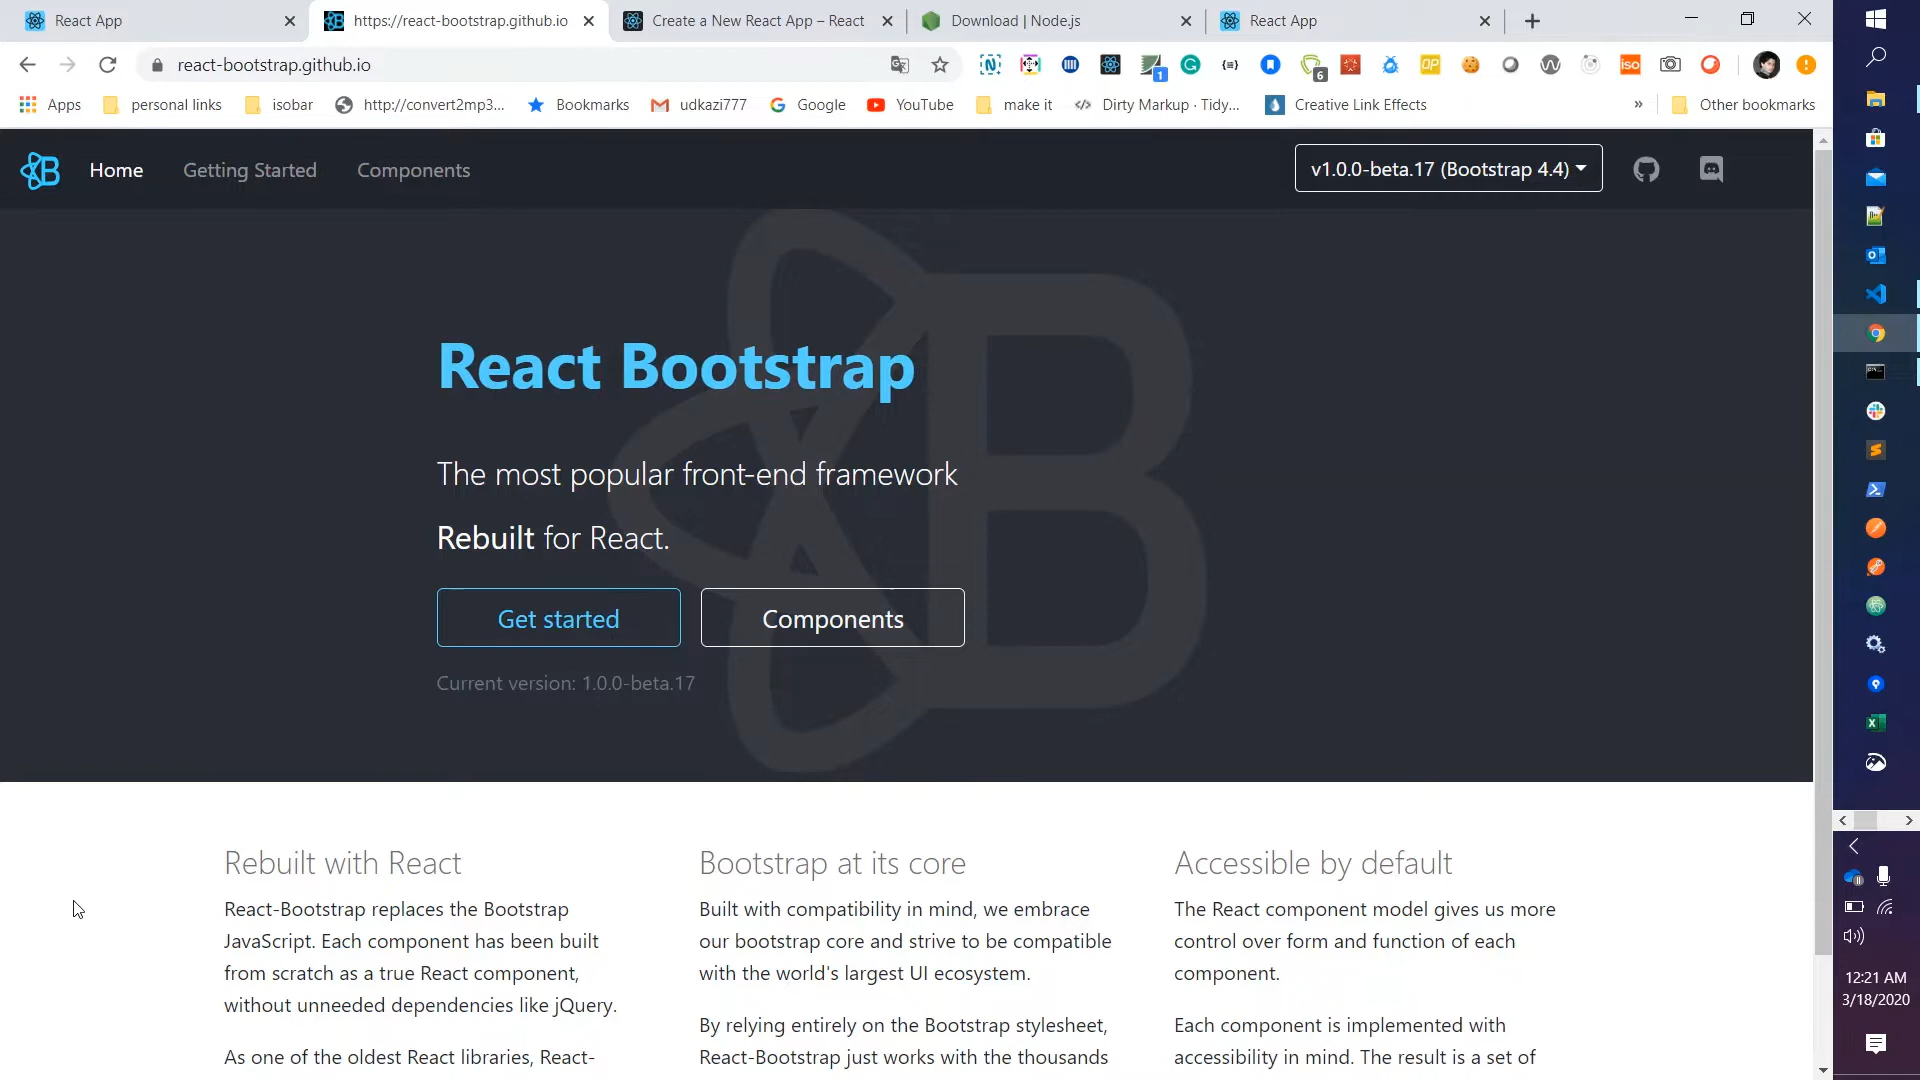 React App
https://react-bootstrap.github.io
Create a New React App – React
Download | Node.js
React App
react-bootstrap.github.io
1
6
OP
ISO
Apps
personal links
isobar
http://convert2mp3...
Bookmarks
udkazi777
Google
YouTube
make it
Dirty Markup · Tidy...
Creative Link Effects
»
Other bookmarks
Home
Getting Started
Components
v1.0.0-beta.17 (Bootstrap 4.4)
React Bootstrap
The most popular front-end framework
Rebuilt for React.
Get started
Components
Current version: 1.0.0-beta.17
Rebuilt with React
React-Bootstrap replaces the Bootstrap
JavaScript. Each component has been built
from scratch as a true React component,
without unneeded dependencies like jQuery.
As one of the oldest React libraries, React-
Bootstrap at its core
Built with compatibility in mind, we embrace
our bootstrap core and strive to be compatible
with the world's largest UI ecosystem.
By relying entirely on the Bootstrap stylesheet,
React-Bootstrap just works with the thousands
Accessible by default
The React component model gives us more
control over form and function of each
component.
Each component is implemented with
accessibility in mind. The result is a set of
12:21 AM
3/18/2020